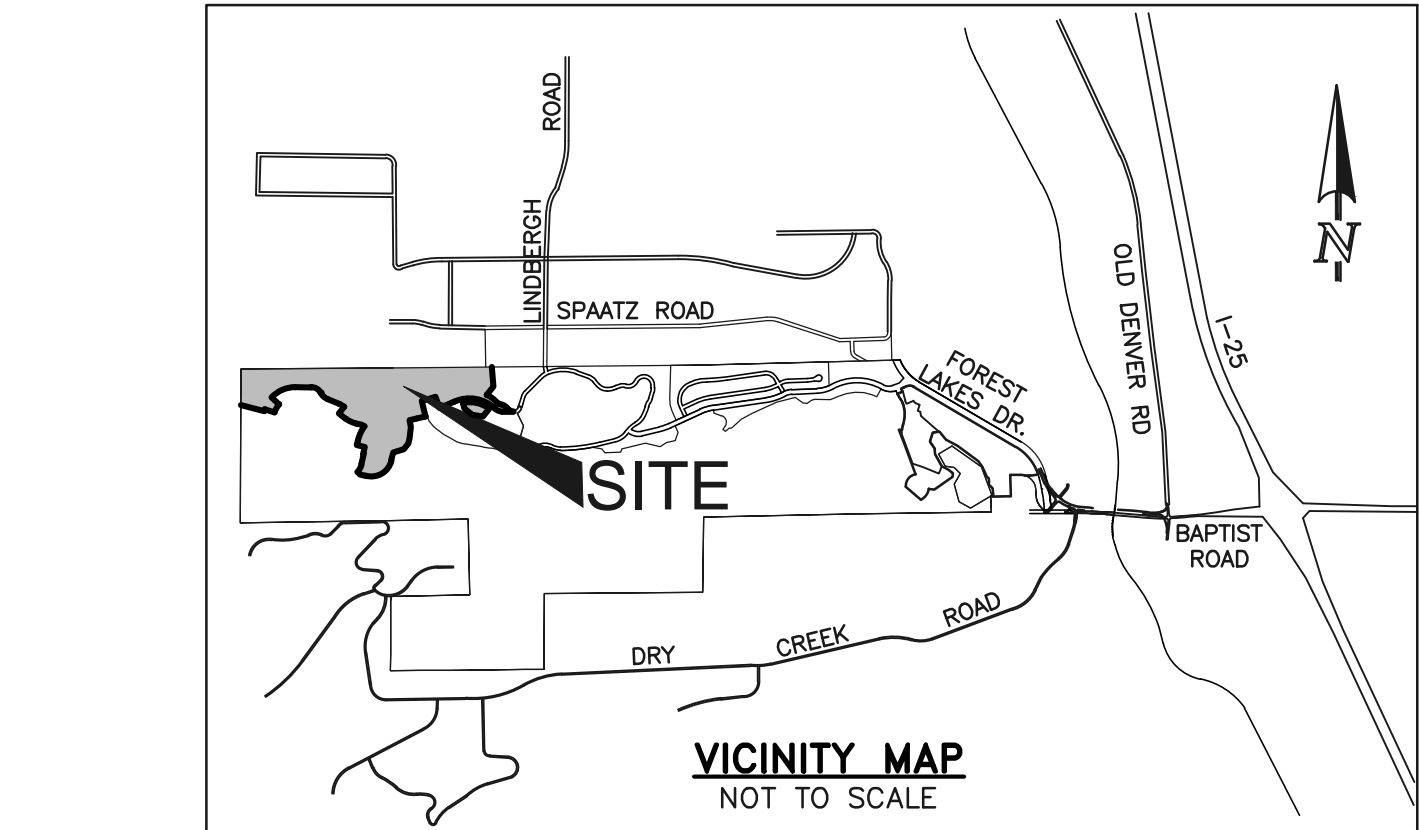 LINDBERGH ROAD
SPAATZ ROAD
OLD DENVER RD
I-25
N
FOREST
LAKES DR.
SITE
BAPTIST
ROAD
DRY CREEK ROAD
VICINITY MAP
NOT TO SCALE